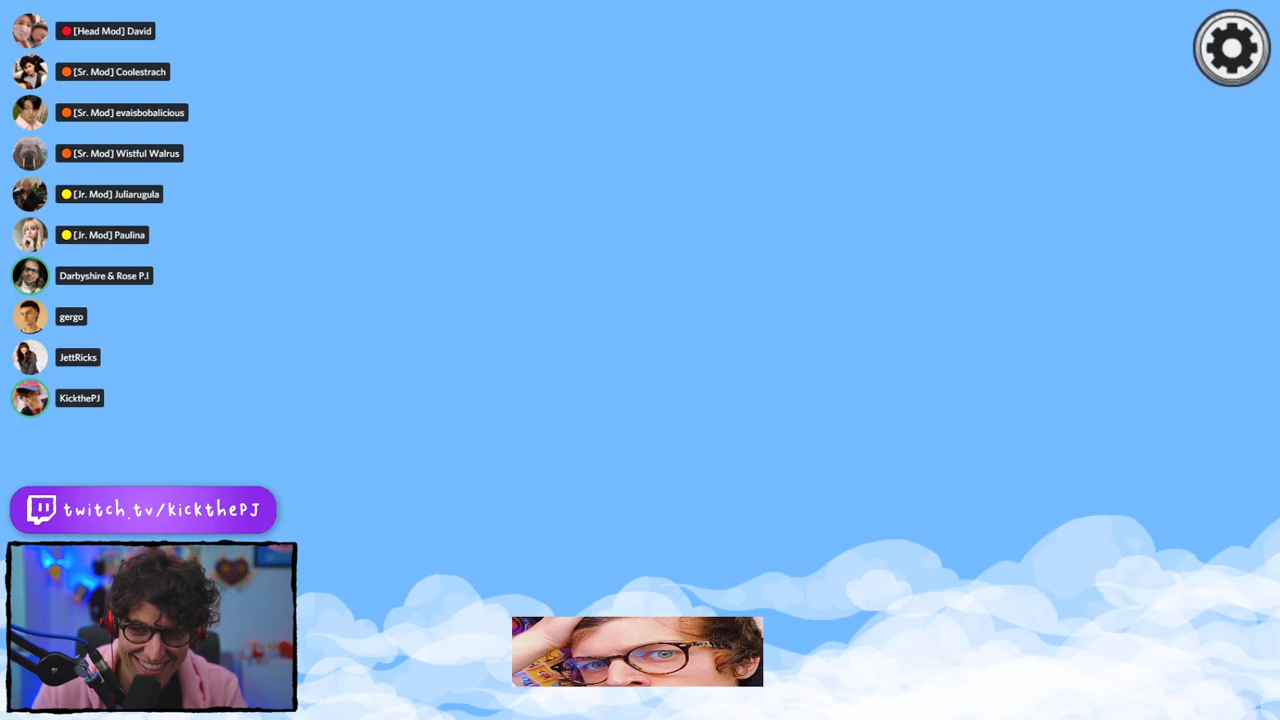 [Head Mod] David
[Sr. Mod] Coolestrach
[Sr. Mod] evaisbobalicious
[Sr. Mod] Wistful Walrus
[Jr. Mod] Juliarugula
[Jr. Mod] Paulina
Darbyshire & Rose P.I
gergo
JettRicks
KickthePJ
twitch.tv/kickthePJ